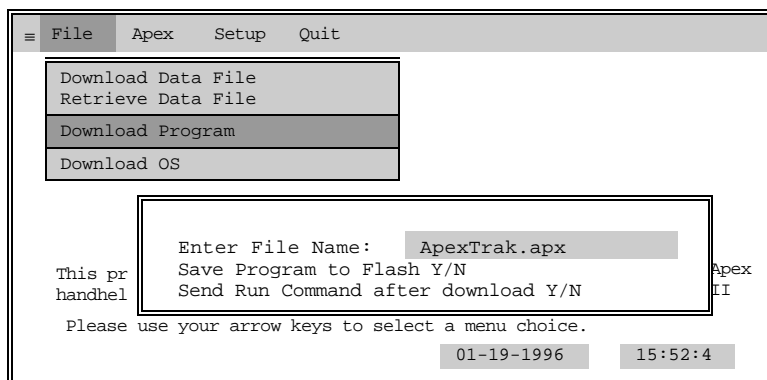 ≡ File Apex Setup Quit
Download Data File
Retrieve Data File
Download Program
Download OS
Enter File Name: ApexTrak.apx
Save Program to Flash Y/N
Send Run Command after download Y/N
This pr Apex
handhel II
Please use your arrow keys to select a menu choice.
01-19-1996 15:52:4